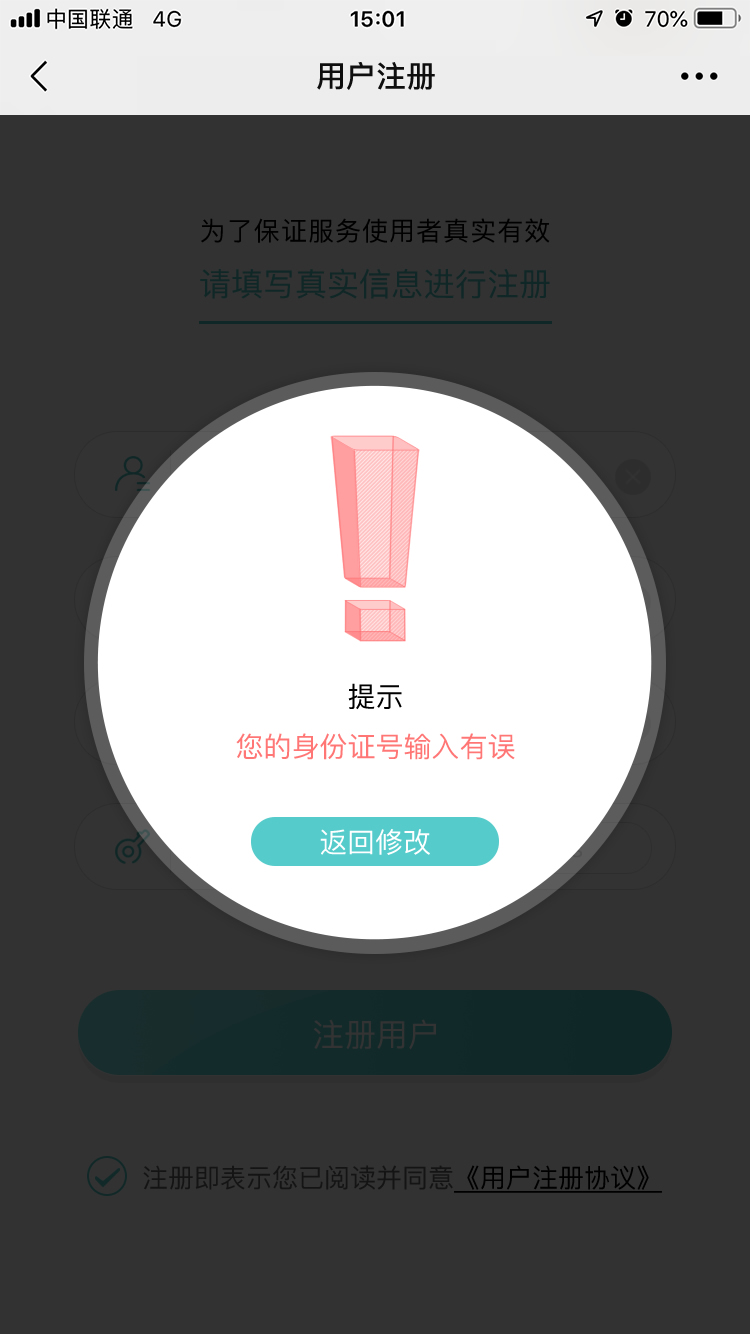 中国联通 4G 15:01 70%
用户注册
为了保证服务使用者真实有效
请填写真实信息进行注册
提示
您的身份证号输入有误
返回修改
注册用户
注册即表示您已阅读并同意《用户注册协议》